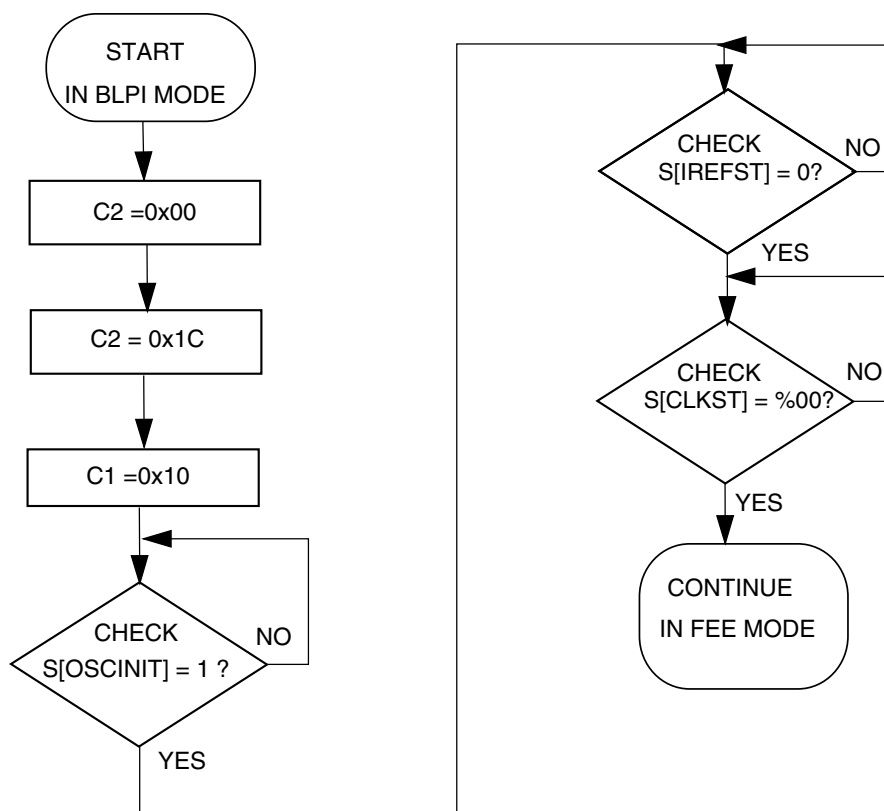 START
IN BLPI MODE
C2 =0x00
C2 = 0x1C
C1 =0x10
CHECK
S[OSCINIT] = 1 ?
NO
YES
CHECK
S[IREFST] = 0?
NO
YES
CHECK
S[CLKST] = %00?
NO
YES
CONTINUE
IN FEE MODE